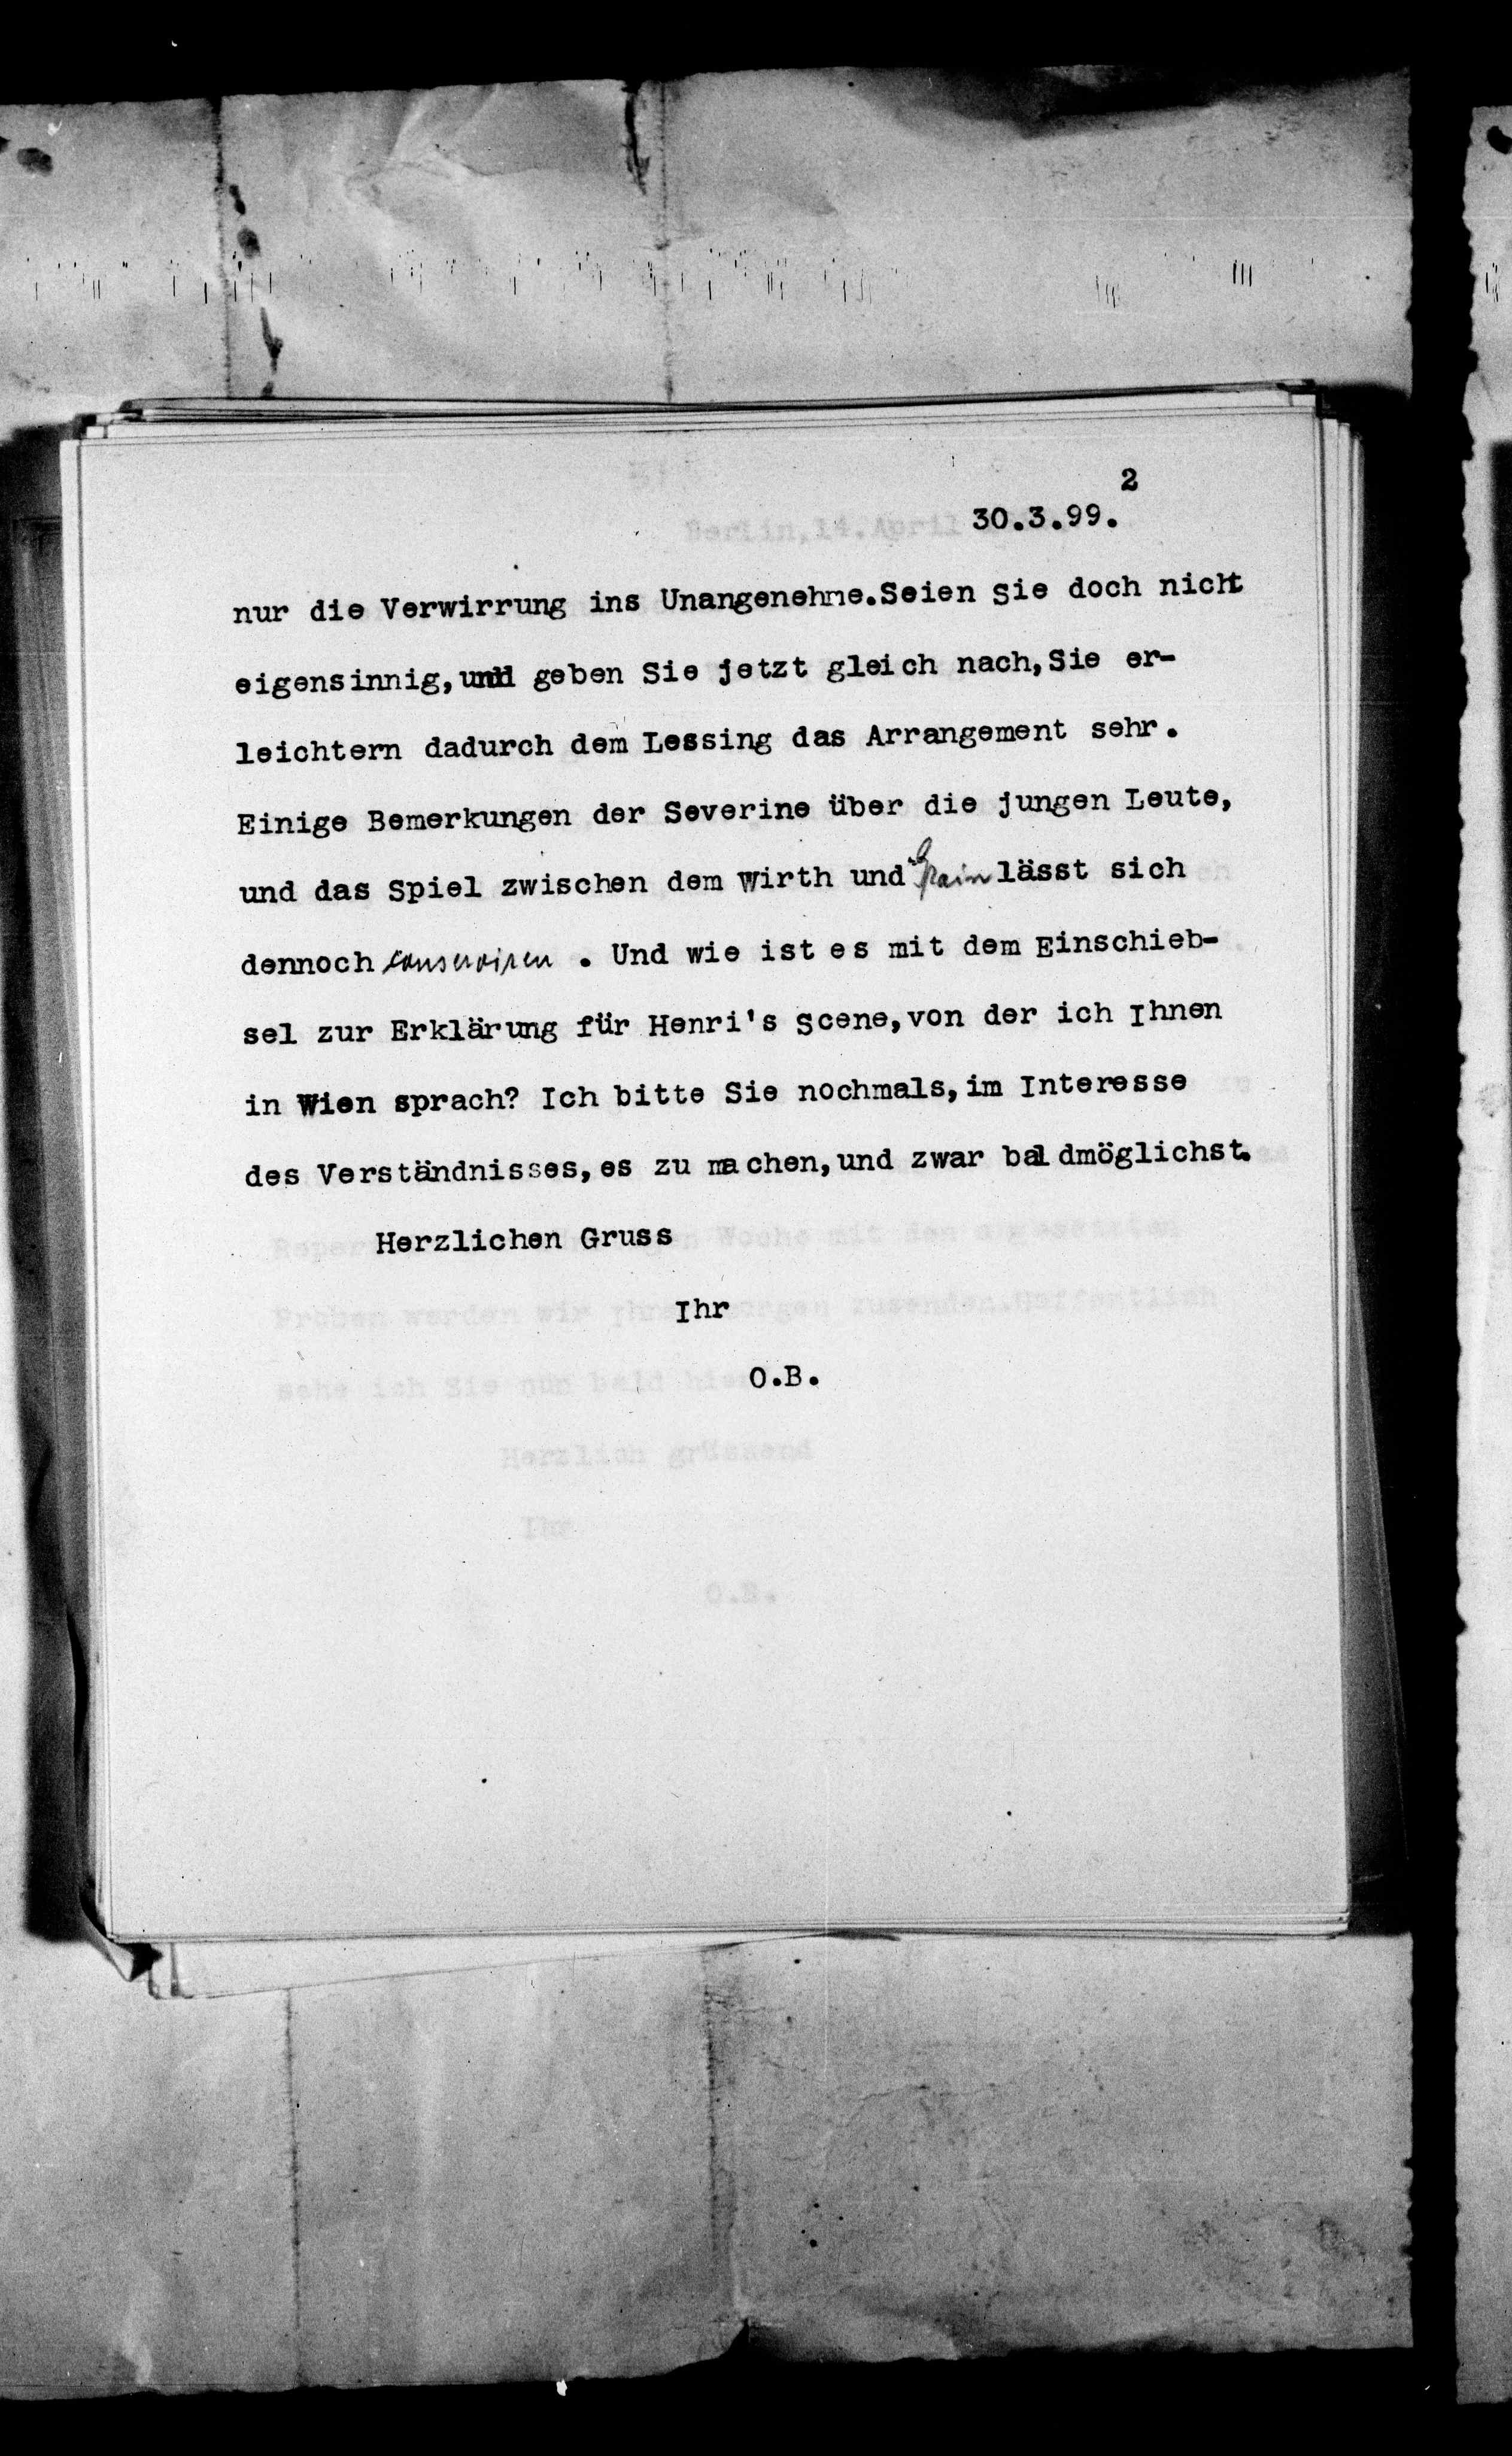 2
30.3.99.
nur die Verwirrung ins Unangenehme.Seien Sie doch nicht
eigensinnig,und geben Sie jetzt gleich nach,Sie er-
leichtern dadurch dem Lessing das Arrangement sehr.
Einige Bemerkungen der Severine über die jungen Leute,
und das Spiel zwischen dem Wirth und Grain lässt sich
dennoch conserviren . Und wie ist es mit dem Einschieb-
sel zur Erklärung für Henri's Scene,von der ich Ihnen
in Wien sprach? Ich bitte Sie nochmals,im Interesse
des Verständnisses,es zu machen,und zwar baldmöglichst.
Herzlichen Gruss
Ihr
O.B.